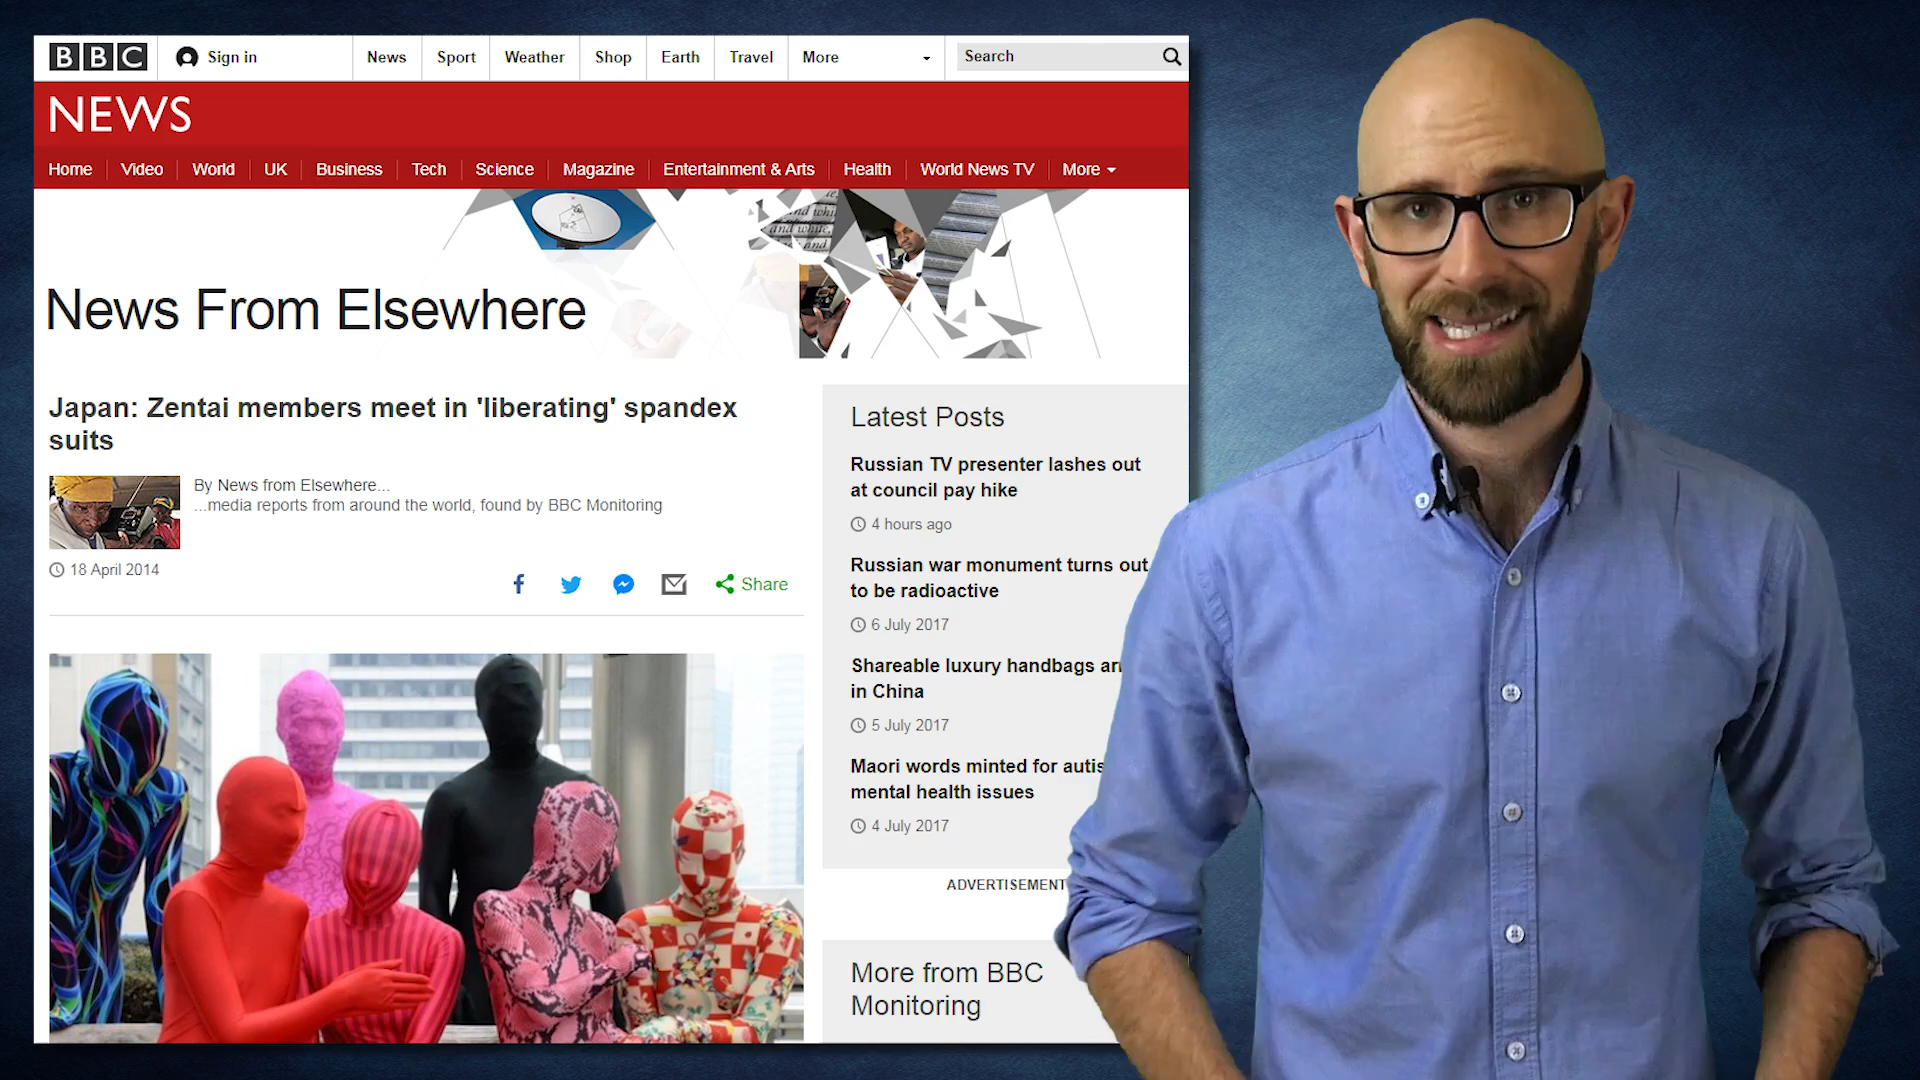 BBC
Sign in
News
Sport
Weather
Shop
Earth
Travel
More
Search
NEWS
Home
Video
World
UK
Business
Tech
Science
Magazine
Entertainment & Arts
Health
World News TV
More
and white,
and
News From Elsewhere
Japan: Zentai members meet in 'liberating' spandex
suits
By News from Elsewhere...
...media reports from around the world, found by BBC Monitoring
18 April 2014
Share
Latest Posts
Russian TV presenter lashes out
at council pay hike
4 hours ago
Russian war monument turns out
to be radioactive
6 July 2017
Shareable luxury handbags
in China
5 July 2017
Maori words minted for
mental health issues
4 July 2017
ADVERTISEMENT
More from BBC
Monitoring